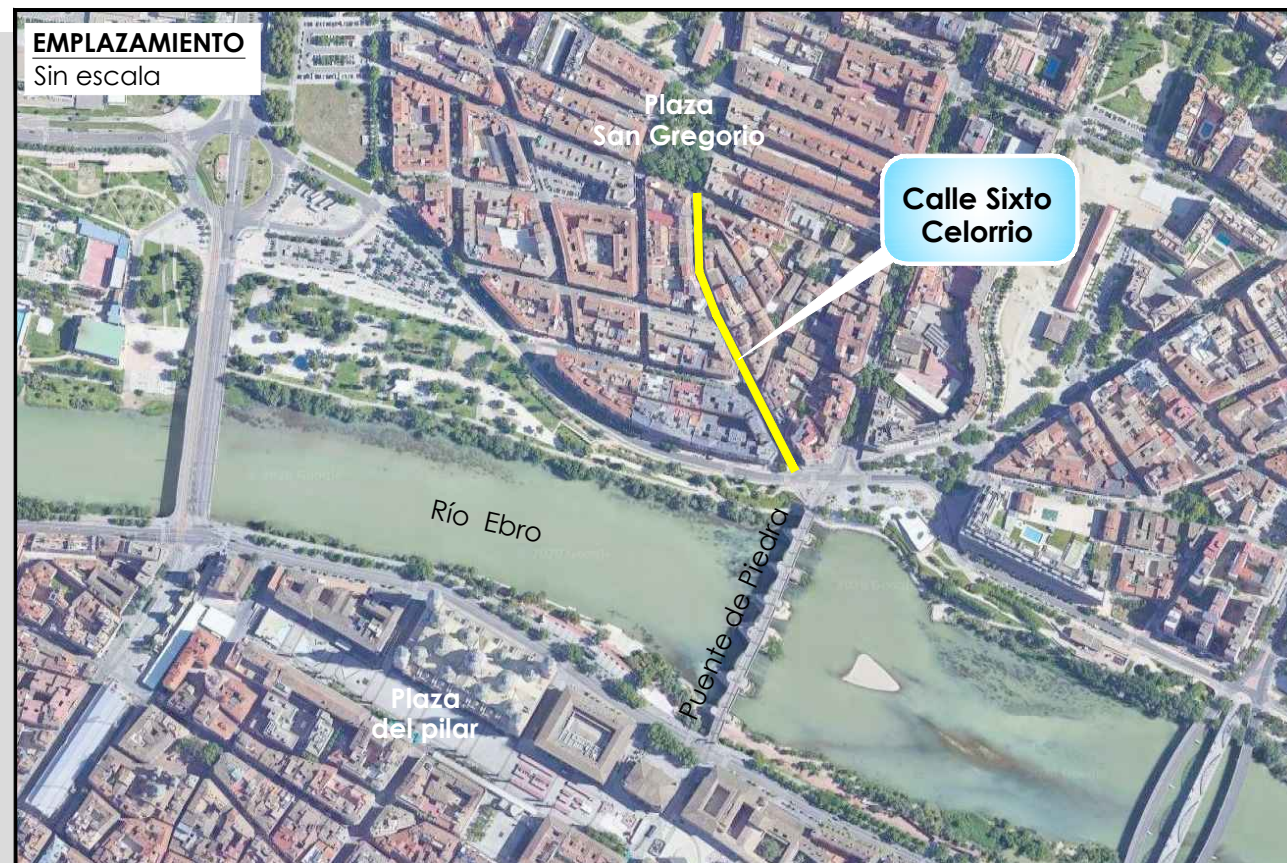 EMPLAZAMIENTO
Sin escala
Plaza
San Gregorio
Calle Sixto
Celorrio
Río Ebro
Puente de Piedra
Plaza
del pilar